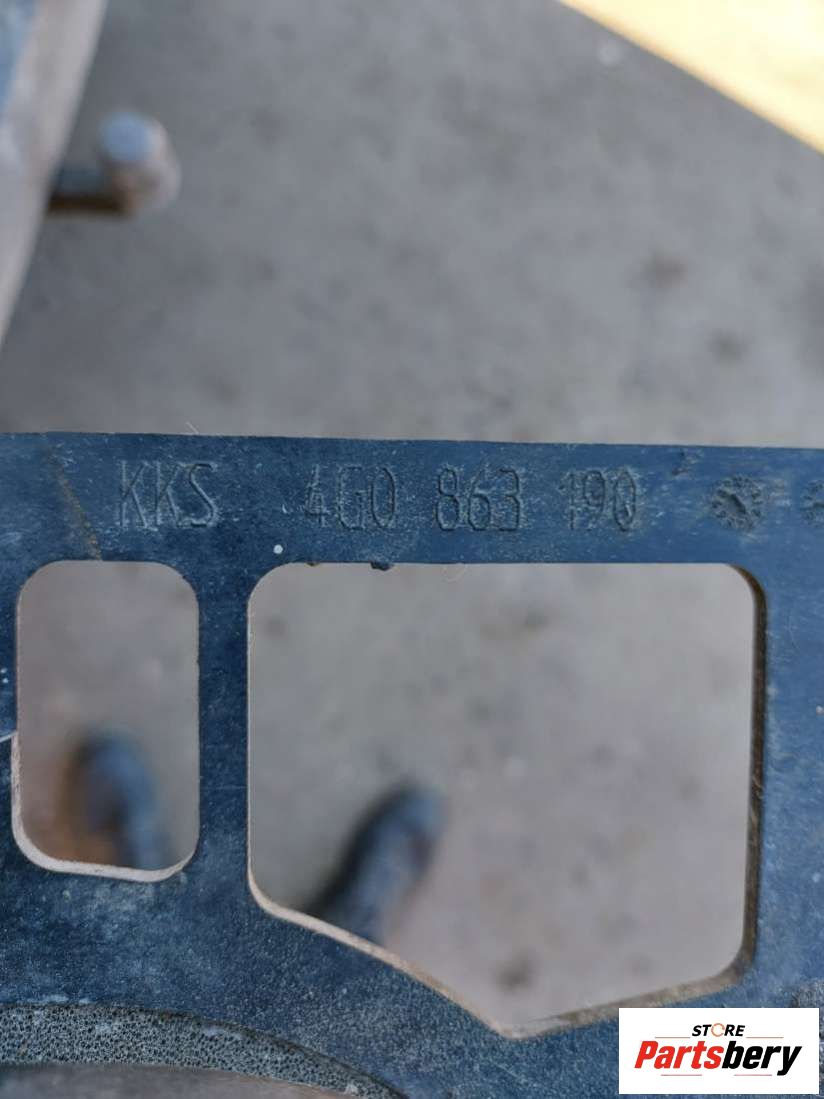 KKS 4G0 863 190
STORE
Partsbery